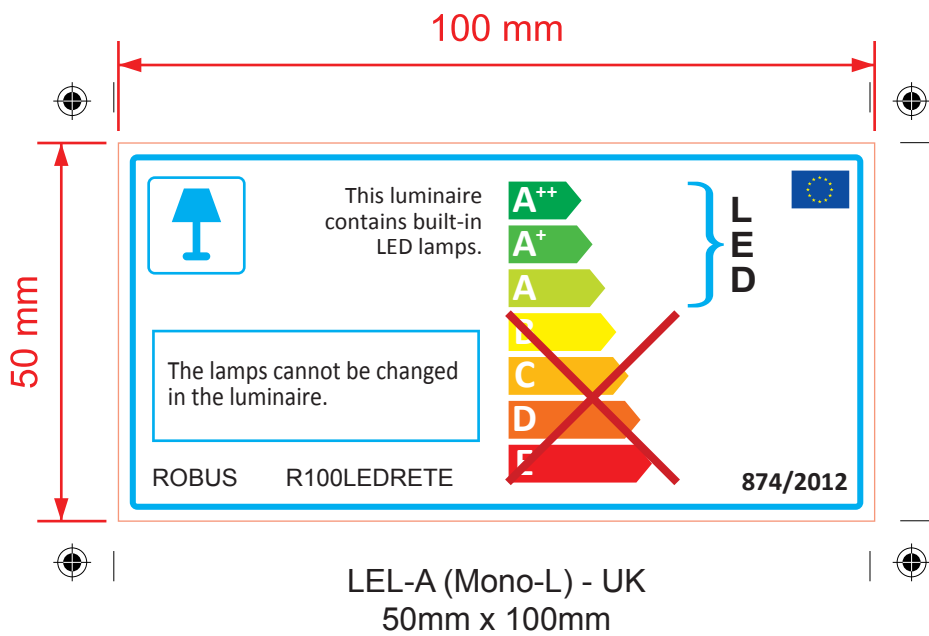 100 mm
50 mm
This luminaire
contains built-in
LED lamps.
A++
A+
A
B
C
D
E
LED
The lamps cannot be changed
in the luminaire.
ROBUS R100LEDRETE
874/2012
LEL-A (Mono-L) - UK
50mm x 100mm